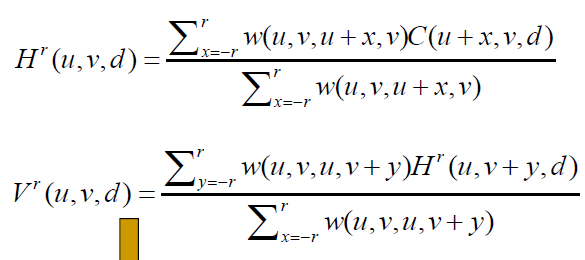 H^r(u,v,d) = \frac{\sum_{x=-r}^{r} w(u,v,u+x,v)C(u+x,v,d)}{\sum_{x=-r}^{r} w(u,v,u+x,v)}
V^r(u,v,d) = \frac{\sum_{y=-r}^{r} w(u,v,u,v+y)H^r(u,v+y,d)}{\sum_{x=-r}^{r} w(u,v,u,v+y)}